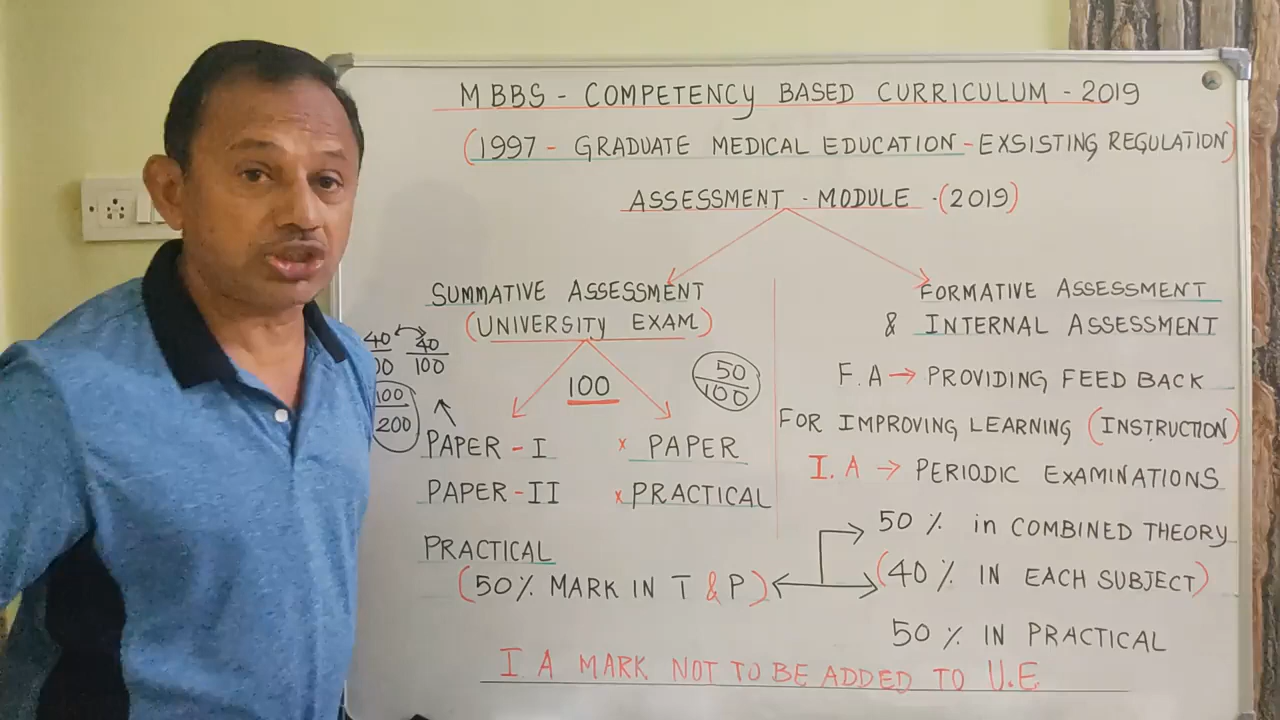 MBBS - COMPETENCY BASED CURRICULUM - 2019
(1997 - GRADUATE MEDICAL EDUCATION - EXSISTING REGULATION)
ASSESSMENT - MODULE - (2019)
SUMMATIVE ASSESSMENT
(UNIVERSITY EXAM)
40 40
00 100
100
200
100
50
100
PAPER - I x PAPER
PAPER - II x PRACTICAL
PRACTICAL
(50% MARK IN T & P)
FORMATIVE ASSESSMENT
& INTERNAL ASSESSMENT
F.A → PROVIDING FEED BACK
FOR IMPROVING LEARNING (INSTRUCTION)
I.A → PERIODIC EXAMINATIONS
50 % in COMBINED THEORY
(40 % IN EACH SUBJECT)
50 % IN PRACTICAL
I A MARK NOT TO BE ADDED TO U.E